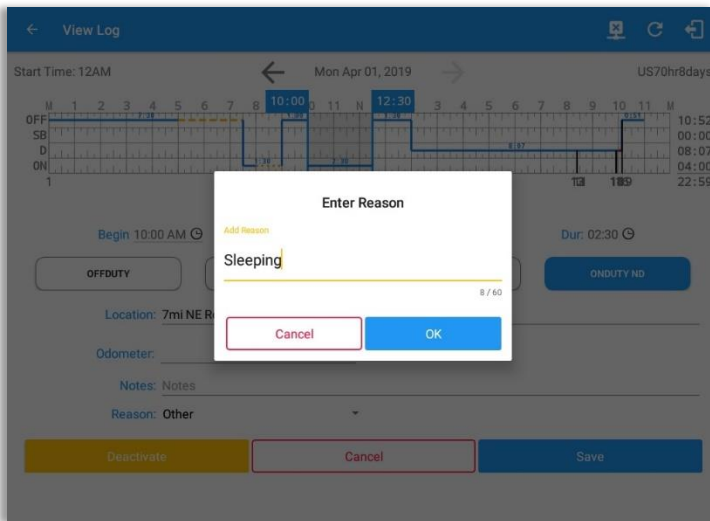 View Log
Start Time: 12AM
Mon Apr 01, 2019
US70hr8days
10:00
12:30
M 1 2 3 4 5 6 7 8 0 11 N 3 4 5 6 7 8 9 10 11 M
OFF 10:52
SB 00:00
D 08:07
ON 04:00
1 22:59
Enter Reason
Begin 10:00 AM
Add Reason
Dur: 02:30
Sleeping
OFFDUTY
ONDUTY ND
8 / 60
Location: 7mi NE
Cancel
OK
Odometer:
Notes: Notes
Reason: Other
Deactivate
Cancel
Save